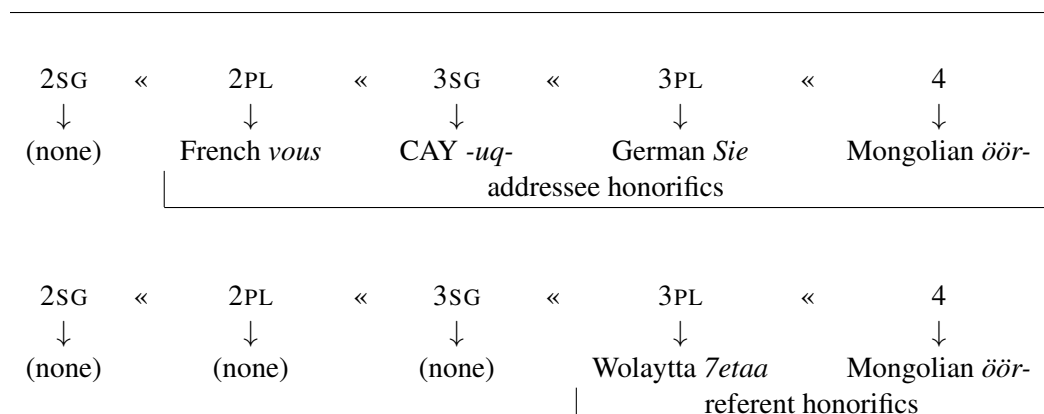 2SG « 2PL « 3SG « 3PL « 4
↓ ↓ ↓ ↓ ↓
(none) French vous CAY -uq- German Sie Mongolian öör-
addressee honorifics
2SG « 2PL « 3SG « 3PL « 4
↓ ↓ ↓ ↓ ↓
(none) (none) (none) Wolaytta 7etaa Mongolian öör-
referent honorifics